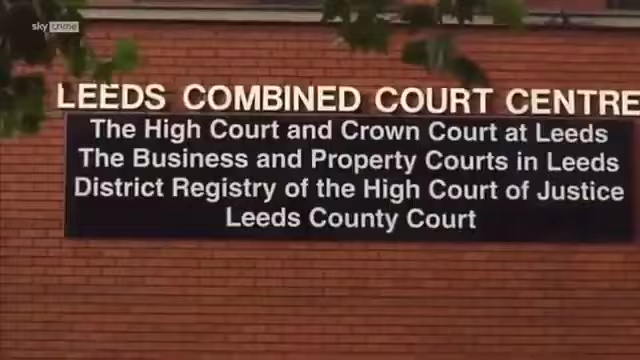 sky crime
LEEDS COMBINED COURT CENTRE
The High Court and Crown Court at Leeds
The Business and Property Courts in Leeds
District Registry of the High Court of Justice
Leeds County Court